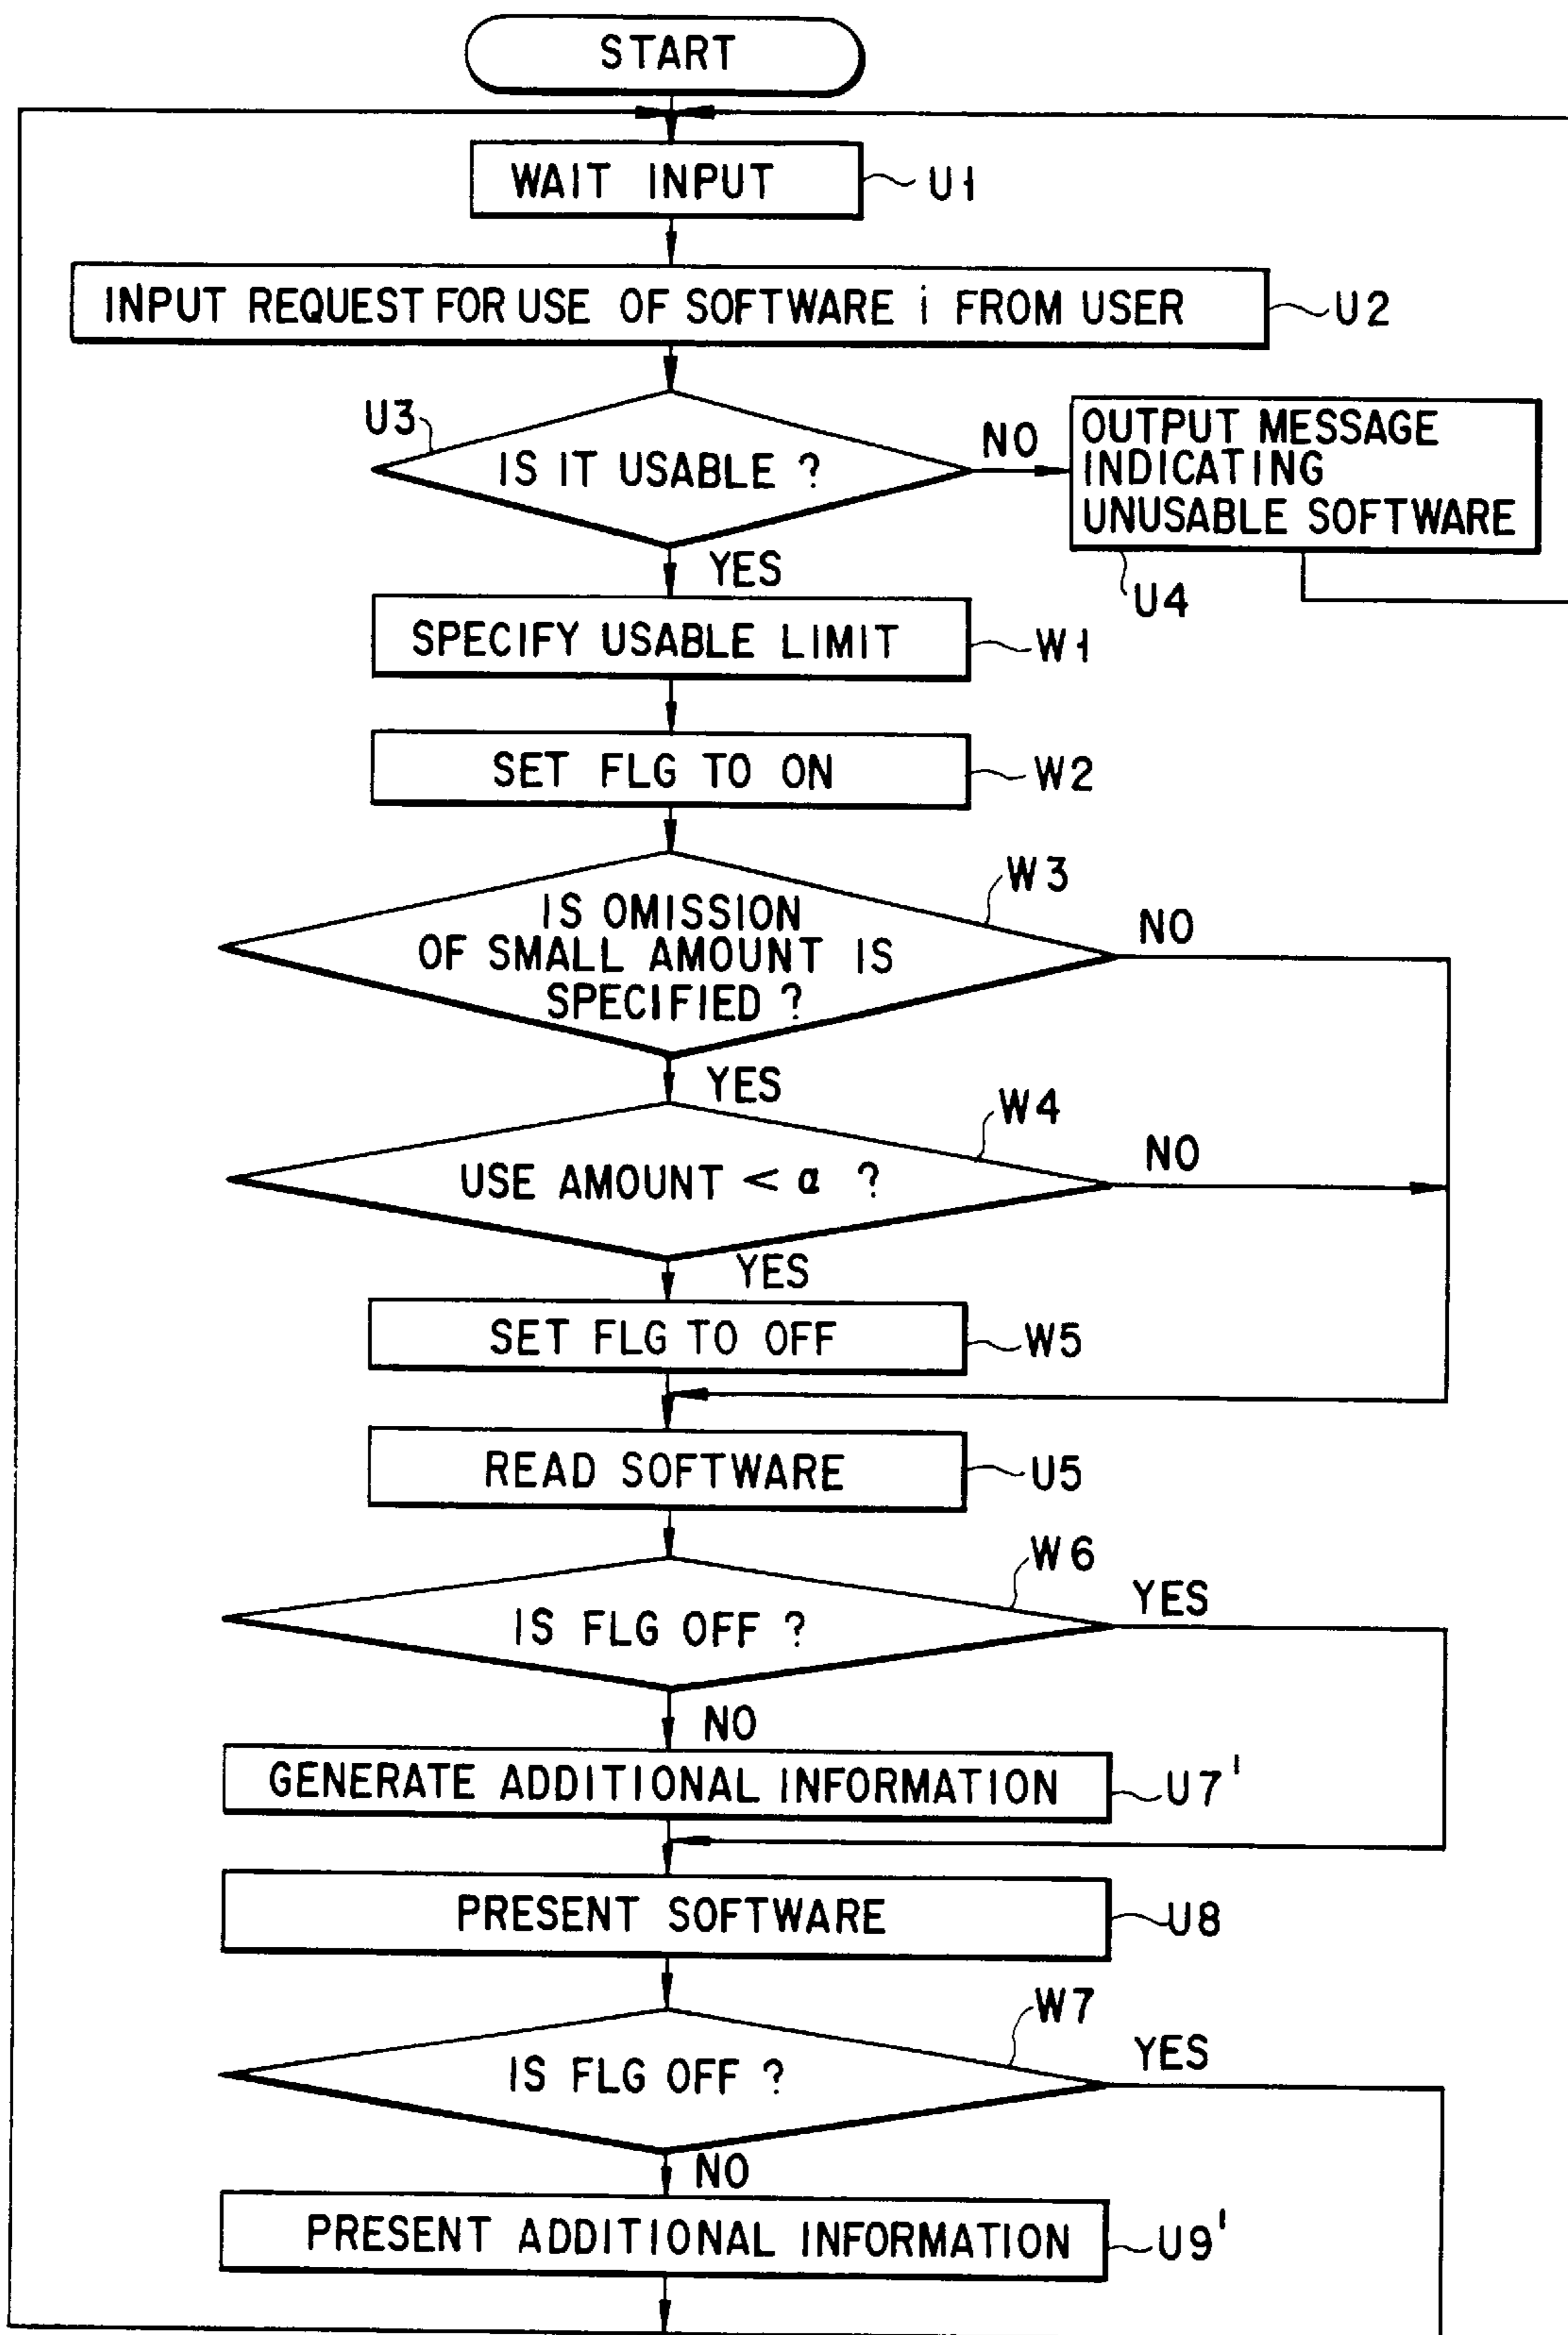 START
WAIT INPUT
U1
INPUT REQUEST FOR USE OF SOFTWARE i FROM USER
U2
U3
IS IT USABLE ?
NO
OUTPUT MESSAGE
INDICATING
UNUSABLE SOFTWARE
U4
YES
SPECIFY USABLE LIMIT
W1
SET FLG TO ON
W2
W3
IS OMISSION
OF SMALL AMOUNT IS
SPECIFIED ?
NO
YES
W4
USE AMOUNT < α ?
NO
YES
SET FLG TO OFF
W5
READ SOFTWARE
U5
W6
IS FLG OFF ?
YES
NO
GENERATE ADDITIONAL INFORMATION
U7'
PRESENT SOFTWARE
U8
W7
IS FLG OFF ?
YES
NO
PRESENT ADDITIONAL INFORMATION
U9'